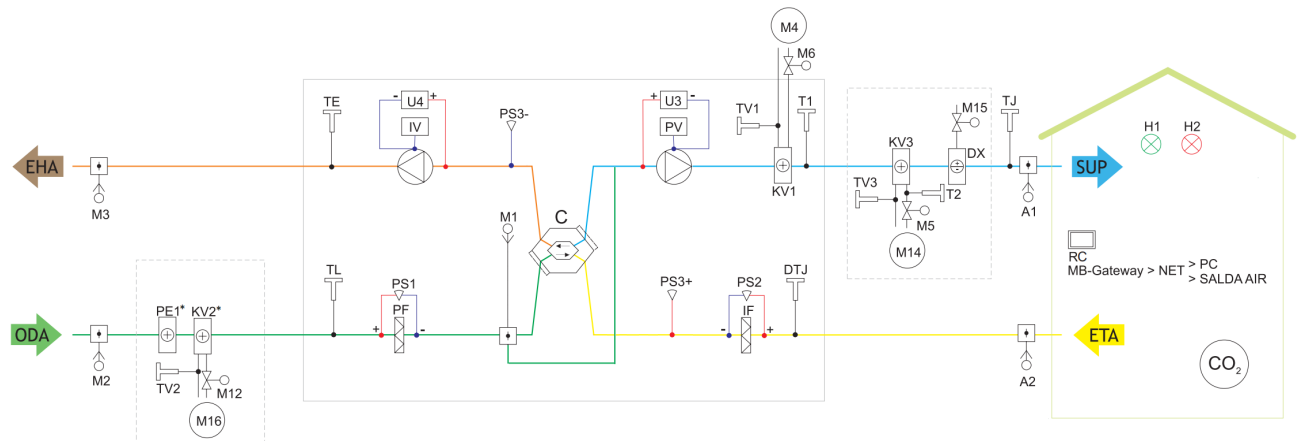 M4
M6
TE
- U4 +
IV
PS3-
+ U3 -
PV
TV1
T1
M15
TJ
H1 H2
KV3
DX
EHA
SUP
KV1
TV3
T2
M3
M5
A1
M14
M1
C
RC
MB-Gateway > NET > PC
> SALDA AIR
TL
PS1
PF
+ -
PS3+
PS2
IF
- +
DTJ
PE1* KV2*
ODA
ETA
M2
TV2
M12
M16
A2
CO₂